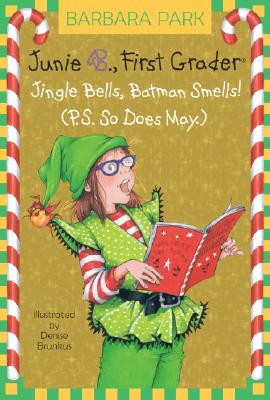 BARBARA PARK
Junie B., First Grader
Jingle Bells, Batman Smells!
(P.S. So Does May.)
Illustrated
by
Denise
Brunkus